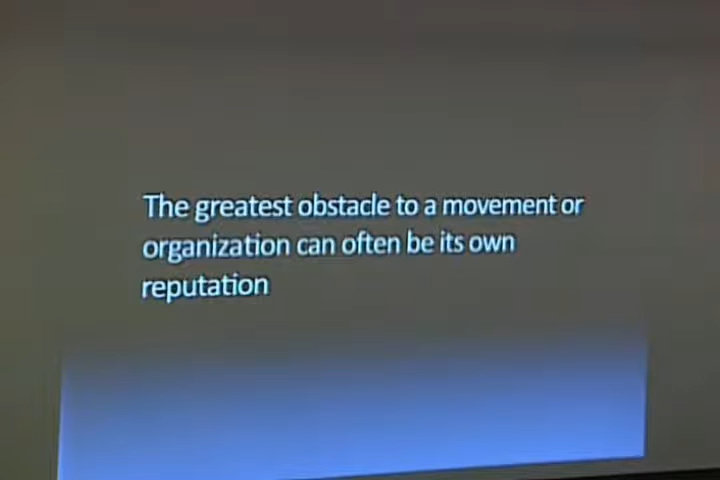 The greatest obstacle to a movement or
organization can often be its own
reputation